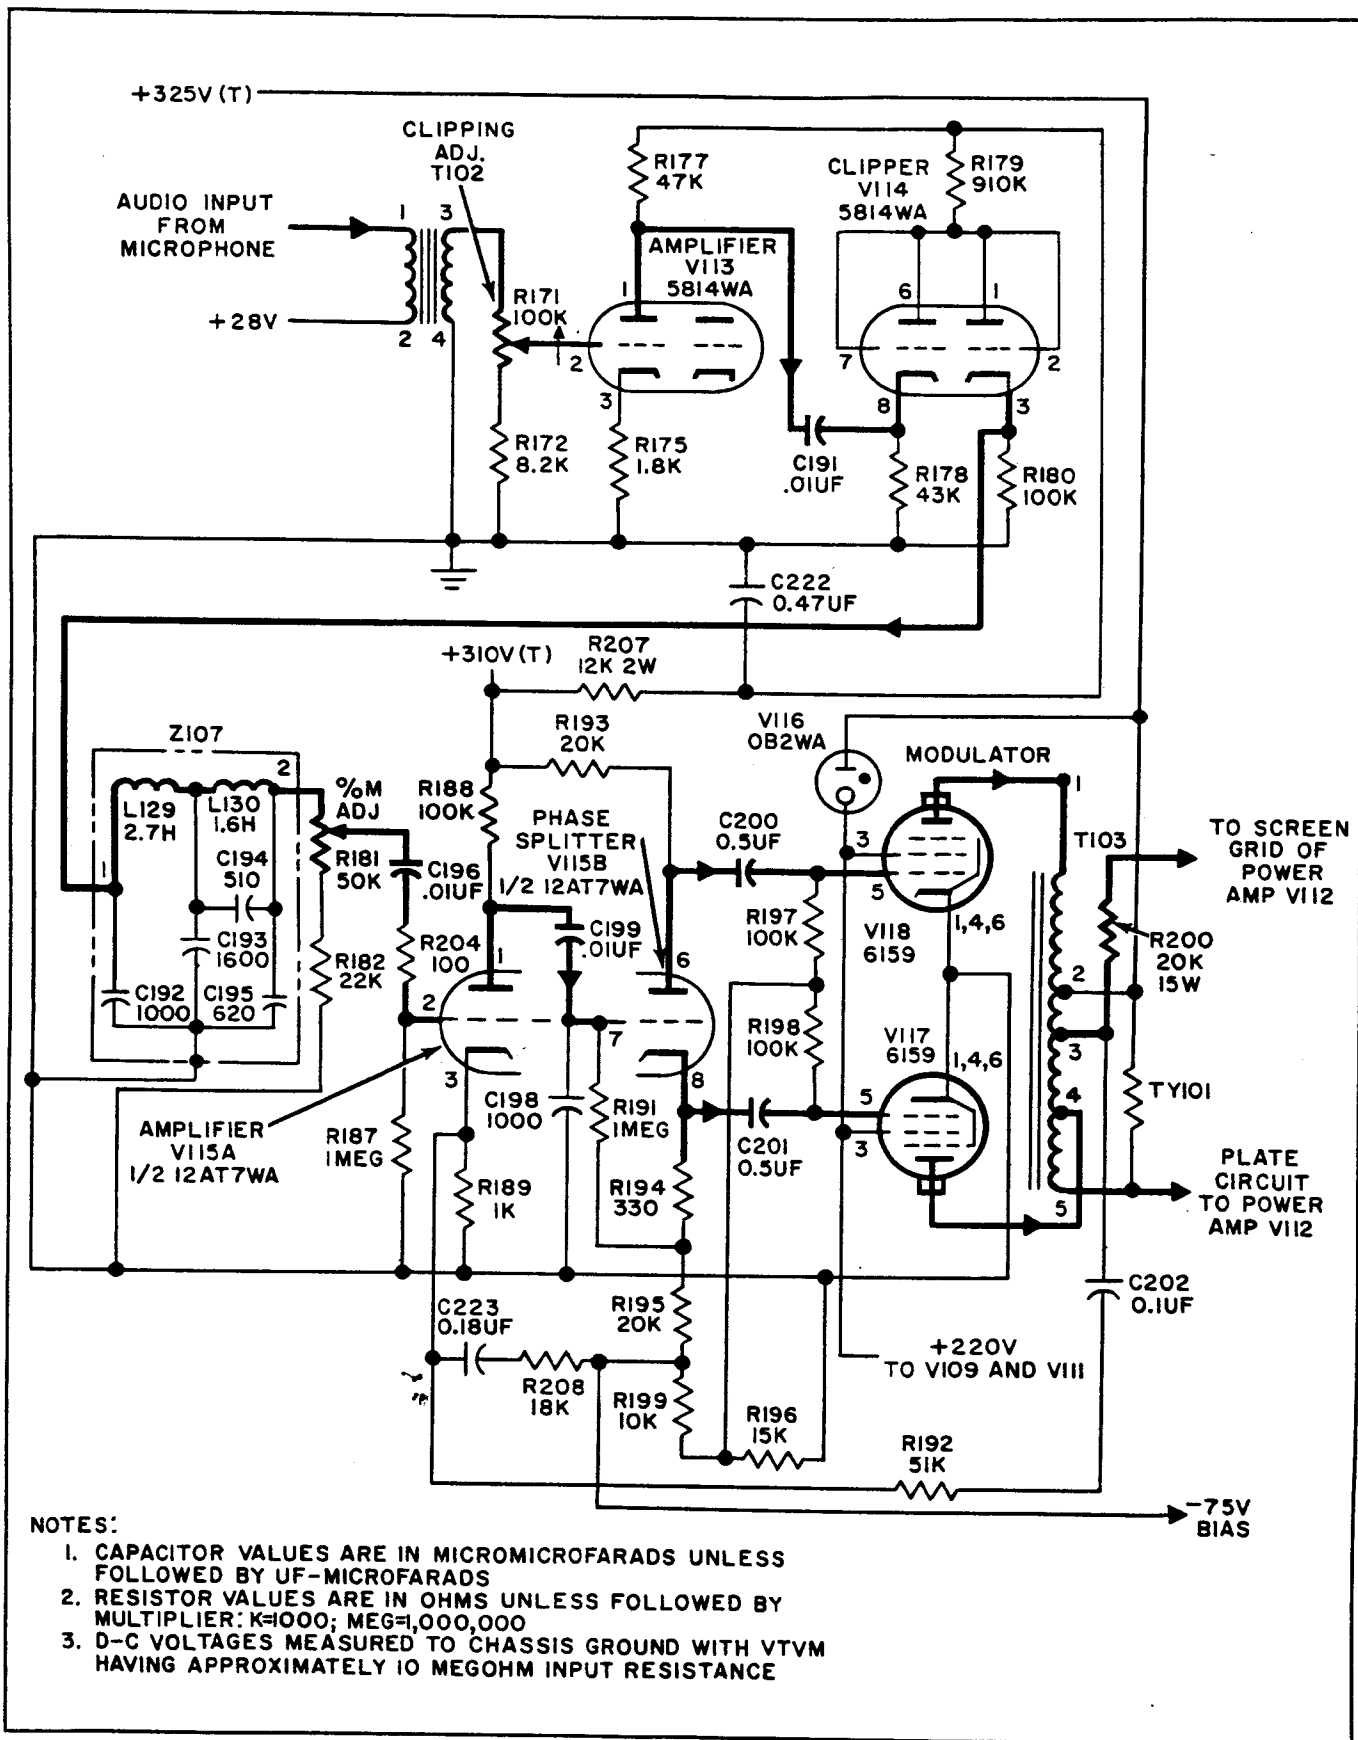 +325V(T)
CLIPPING
ADJ.
T102
AUDIO INPUT
FROM
MICROPHONE
+28V
1
3
2
4
R171
100K
R172
8.2K
R177
47K
AMPLIFIER
V113
5814WA
1
2
3
R175
1.8K
CLIPPER
V114
5814WA
R179
910K
6
1
7
2
8
3
C191
.01UF
R178
43K
R180
100K
C222
0.47UF
+310V(T)
R207
12K 2W
R193
20K
Z107
2
L129
2.7H
L130
1.6H
1
C194
510
C193
1600
C192
1000
C195
620
%M
ADJ
R181
50K
R182
22K
C196
.01UF
R188
100K
R204
100
PHASE
SPLITTER
V115B
1/2 12AT7WA
C199
.01UF
1
2
3
6
7
8
AMPLIFIER
V115A
1/2 12AT7WA
R187
1MEG
R189
1K
C198
1000
R191
1MEG
R194
330
C200
0.5UF
R197
100K
R198
100K
C201
0.5UF
V116
OB2WA
MODULATOR
3
5
1,4,6
V118
6159
V117
6159
1,4,6
5
3
1
T103
2
3
4
5
TO SCREEN
GRID OF
POWER
AMP V112
R200
20K
15W
TY101
PLATE
CIRCUIT
TO POWER
AMP V112
C202
0.1UF
C223
0.18UF
R208
18K
R195
20K
R199
10K
R196
15K
+220V
TO V109 AND V111
R192
51K
-75V
BIAS
NOTES:
1. CAPACITOR VALUES ARE IN MICROMICROFARADS UNLESS
FOLLOWED BY UF-MICROFARADS
2. RESISTOR VALUES ARE IN OHMS UNLESS FOLLOWED BY
MULTIPLIER: K=1000; MEG=1,000,000
3. D-C VOLTAGES MEASURED TO CHASSIS GROUND WITH VTVM
HAVING APPROXIMATELY 10 MEGOHM INPUT RESISTANCE